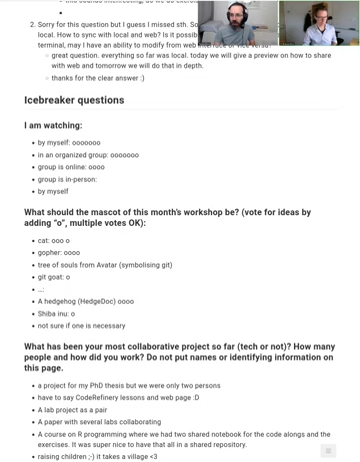 this sounds interesting, do we do exercises
2. Sorry for this question but I guess I missed sth. So
local. How to sync with local and web? Is it possib
terminal, may I have an ability to modify from web
great question. everything so far was local. today we will give a preview on how to share
with web and tomorrow we will do that in depth.
thanks for the clear answer :)
Icebreaker questions
I am watching:
by myself: ooooooo
in an organized group: ooooooo
group is online: oooo
group is in-person:
by myself
What should the mascot of this month's workshop be? (vote for ideas by
adding "o", multiple votes OK):
cat: ooo o
gopher: oooo
tree of souls from Avatar (symbolising git)
git goat: o
...:
A hedgehog (HedgeDoc) oooo
Shiba inu: o
not sure if one is necessary
What has been your most collaborative project so far (tech or not)? How many
people and how did you work? Do not put names or identifying information on
this page.
a project for my PhD thesis but we were only two persons
have to say CodeRefinery lessons and web page :D
A lab project as a pair
A paper with several labs collaborating
A course on R programming where we had two shared notebook for the code alongs and the
exercises. It was super nice to have that all in a shared repository.
raising children ;-) it takes a village <3